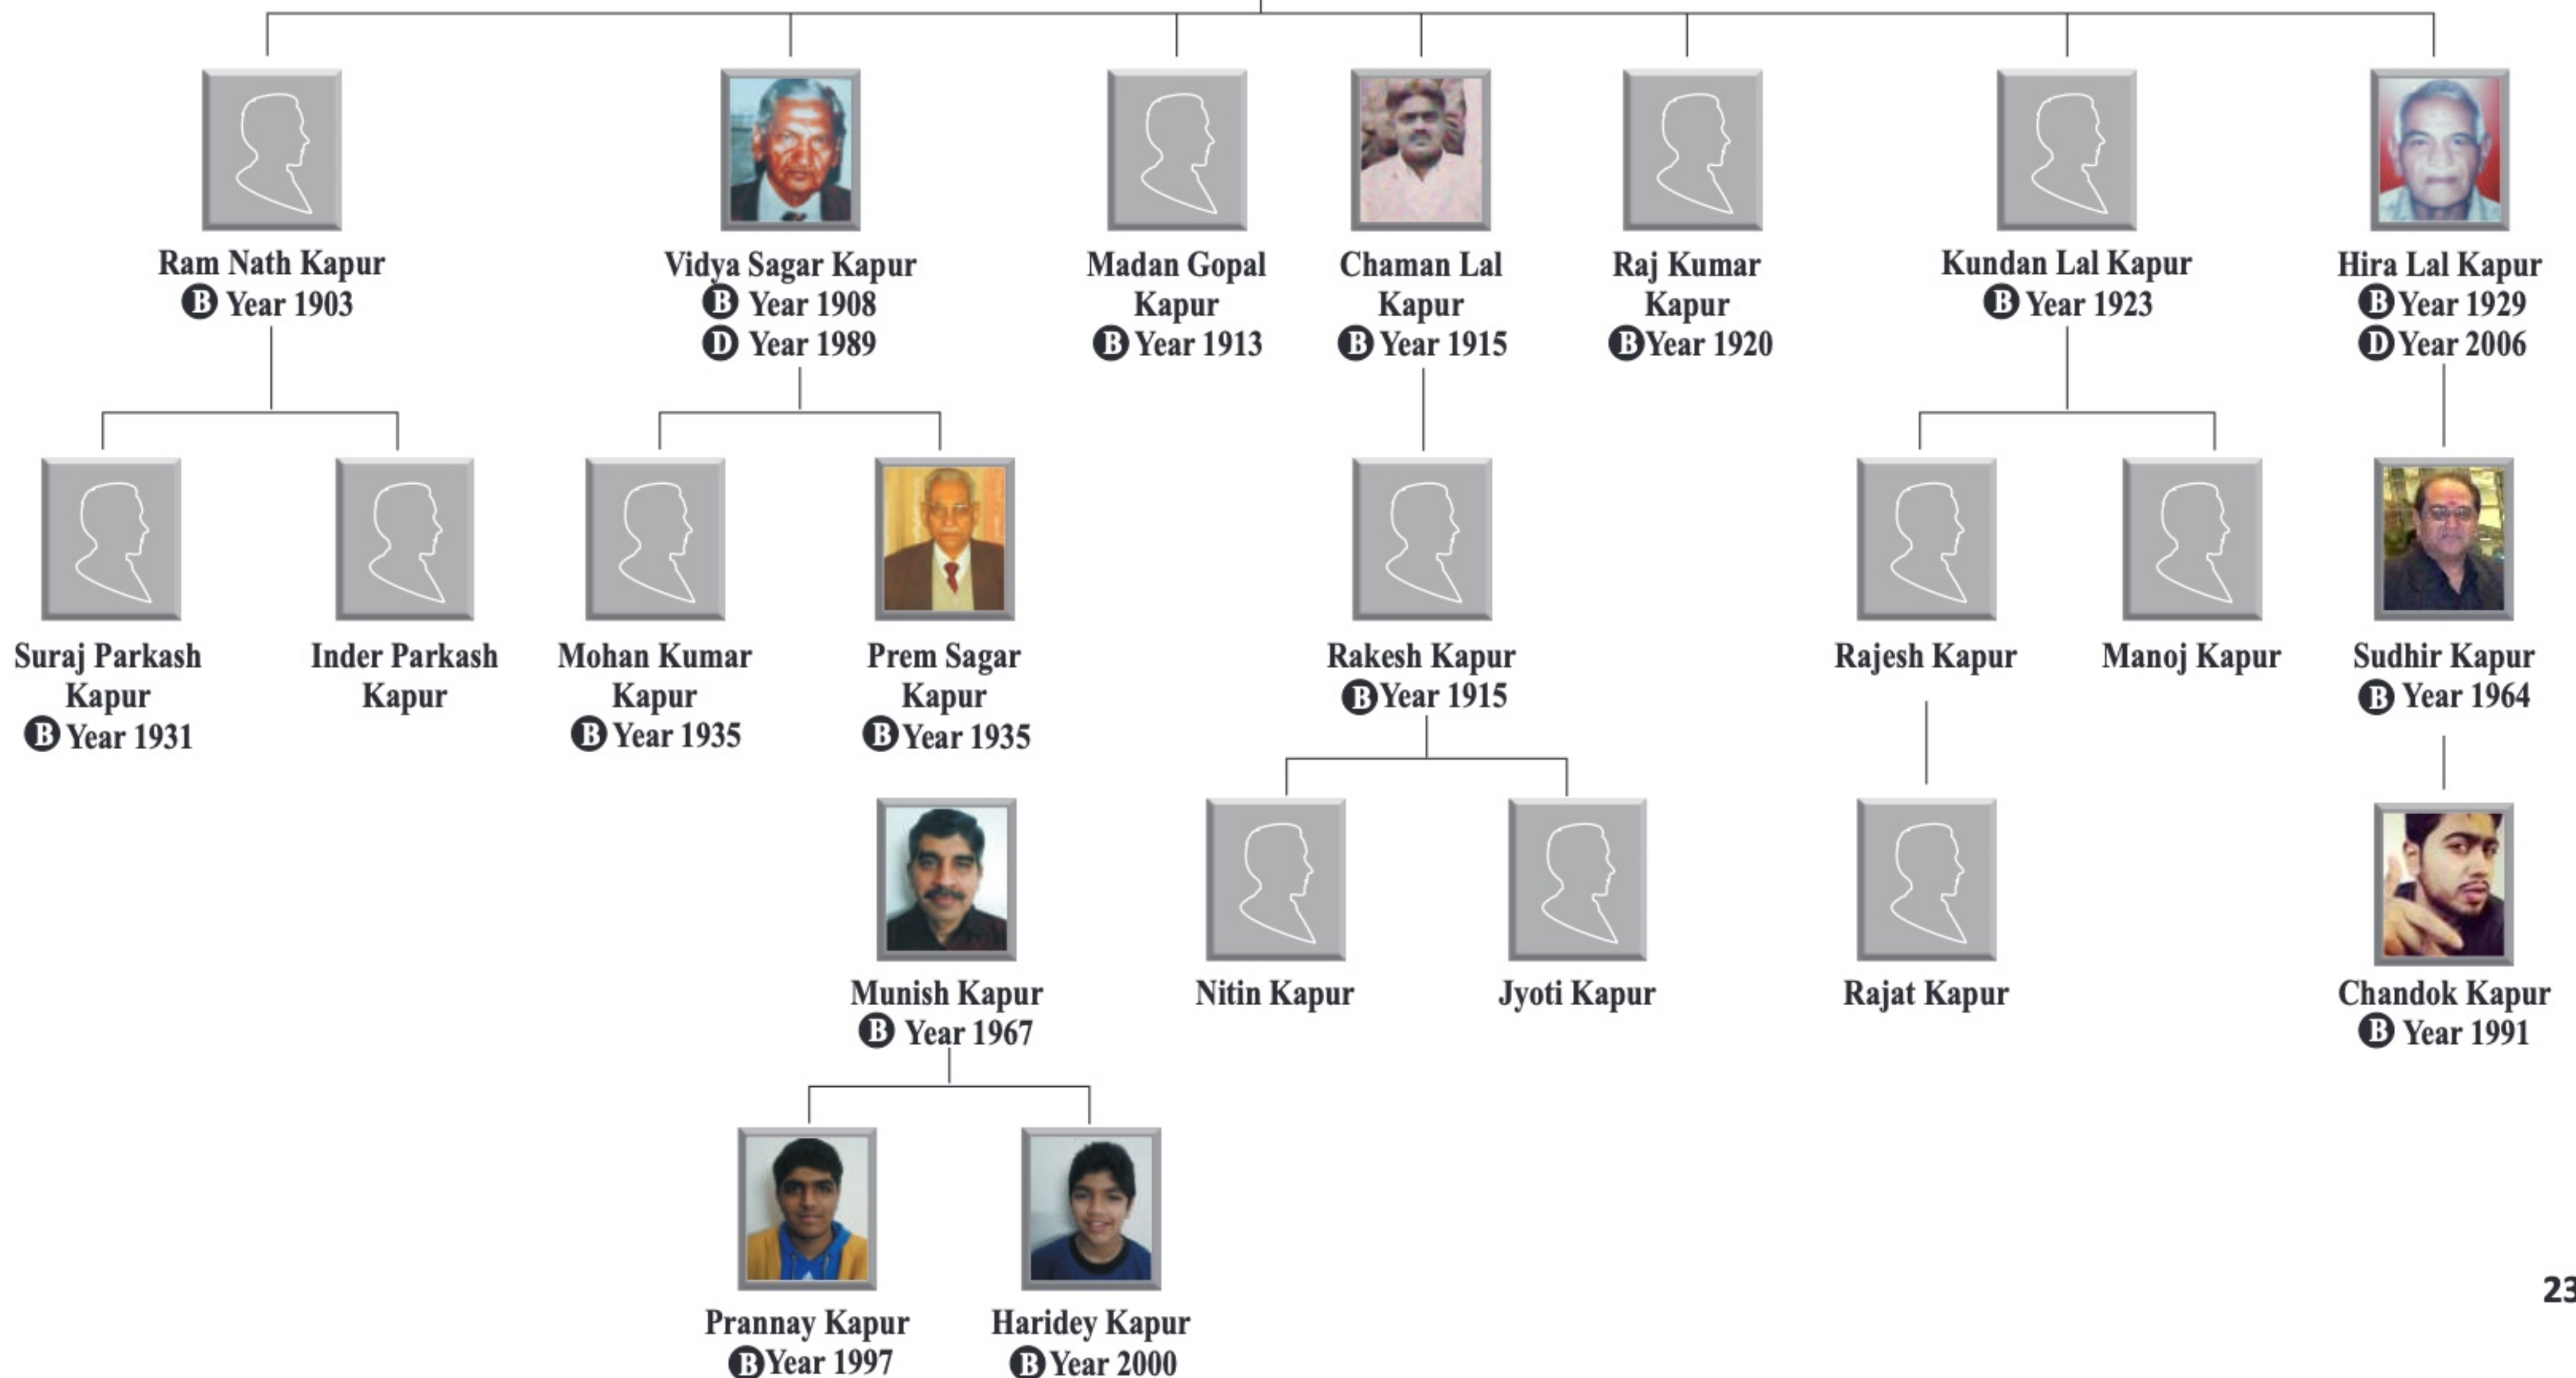 Ram Nath Kapur
B Year 1903
Vidya Sagar Kapur
B Year 1908
D Year 1989
Madan Gopal
Kapur
B Year 1913
Chaman Lal
Kapur
B Year 1915
Raj Kumar
Kapur
B Year 1920
Kundan Lal Kapur
B Year 1923
Hira Lal Kapur
B Year 1929
D Year 2006
Suraj Parkash
Kapur
B Year 1931
Inder Parkash
Kapur
Mohan Kumar
Kapur
B Year 1935
Prem Sagar
Kapur
B Year 1935
Rakesh Kapur
B Year 1915
Rajesh Kapur
Manoj Kapur
Sudhir Kapur
B Year 1964
Munish Kapur
B Year 1967
Nitin Kapur
Jyoti Kapur
Rajat Kapur
Chandok Kapur
B Year 1991
Prannay Kapur
B Year 1997
Haridey Kapur
B Year 2000
23